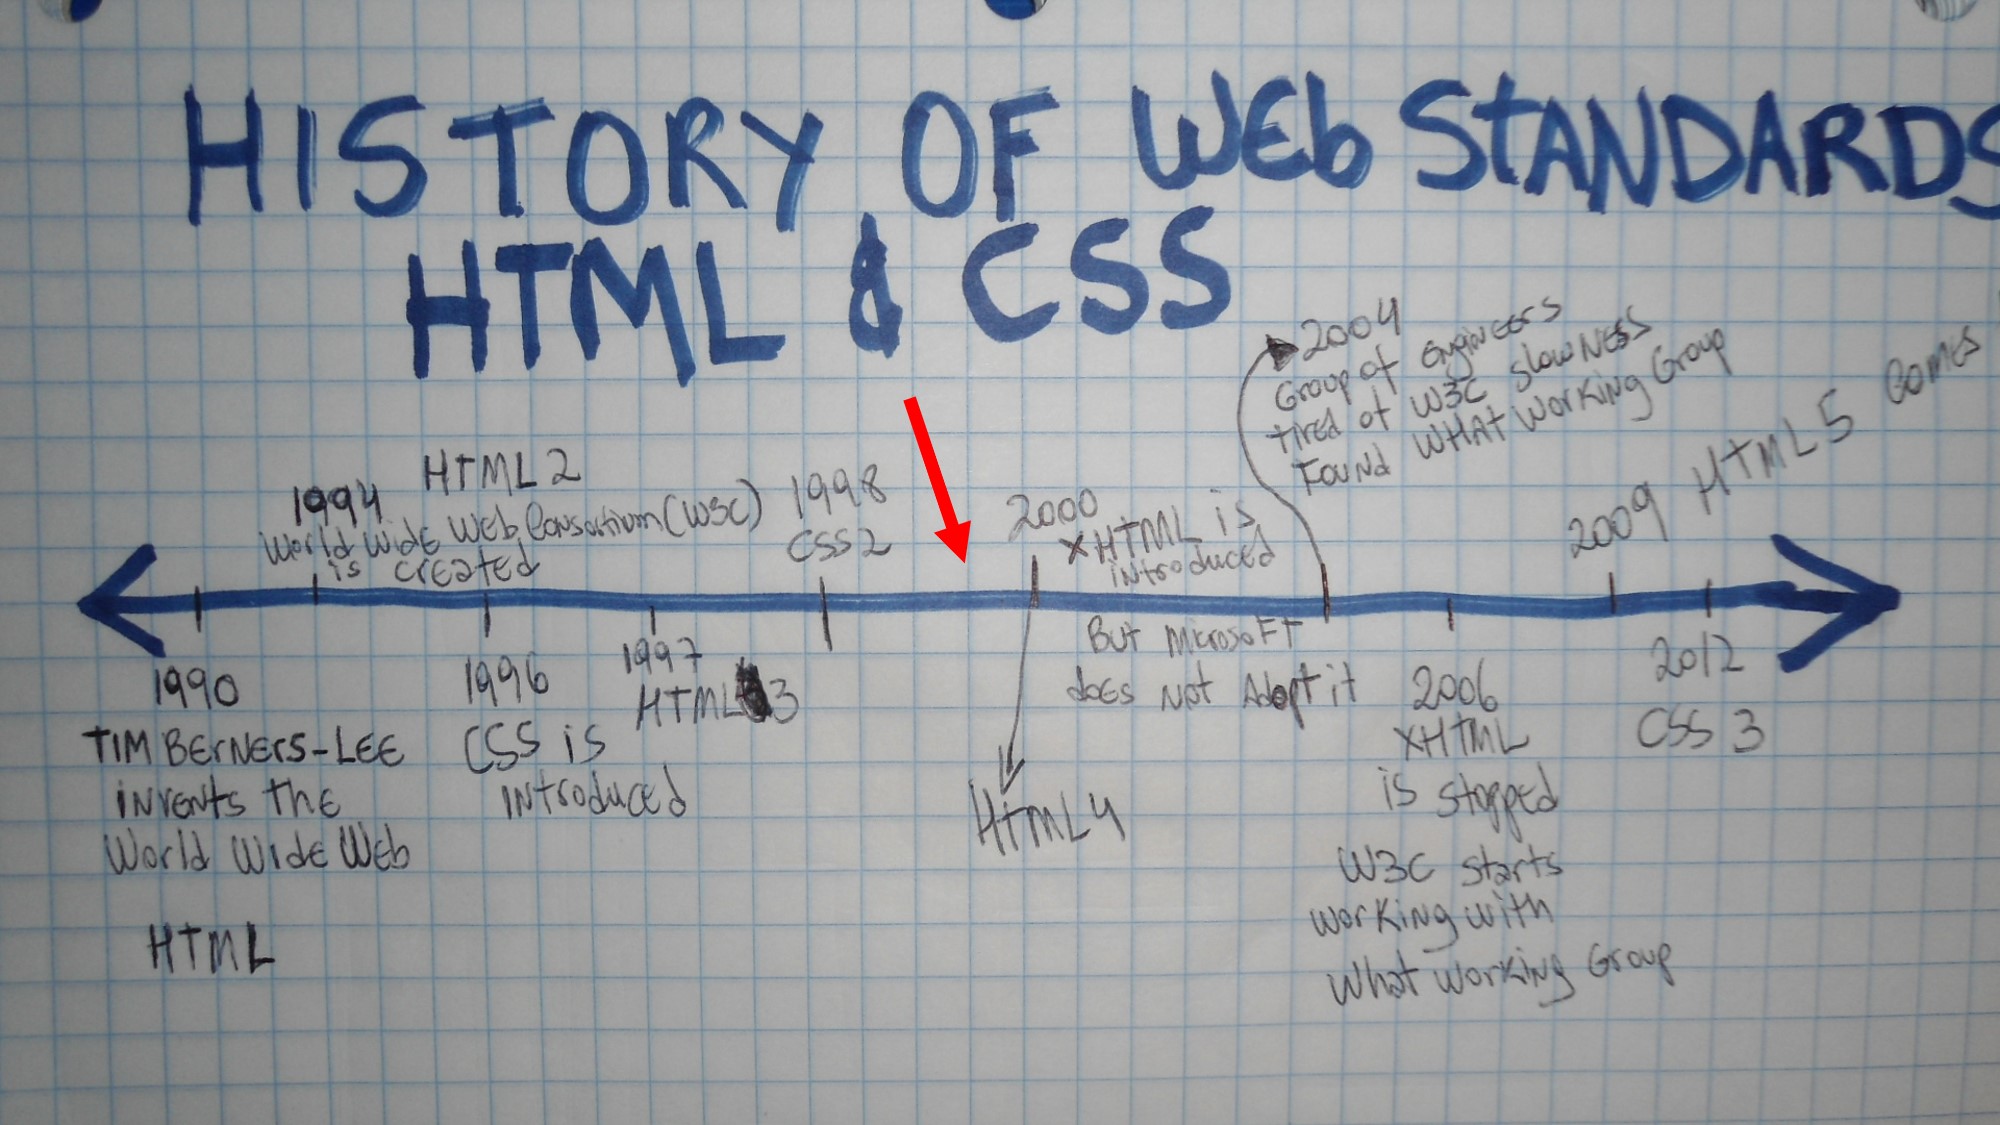 HISTORY OF WEb StANDARDS
HTML & CSS
1990
TIM BERNERS-LEE
invents the
World Wide Web
HTML
1994
HTML 2
World Wide Web Consortium (W3C)
is created
1996
CSS is
introduced
1997
HTML 3
1998
CSS 2
2000
XHTML is
introduced
But Microsoft
does not Adopt it
HTML4
2004
Group of engineers
tired of W3C slowness
Found WHAT Working Group
2006
XHTML
is stopped
W3C starts
working with
What working Group
2009 HTML 5 comes
2012
CSS 3